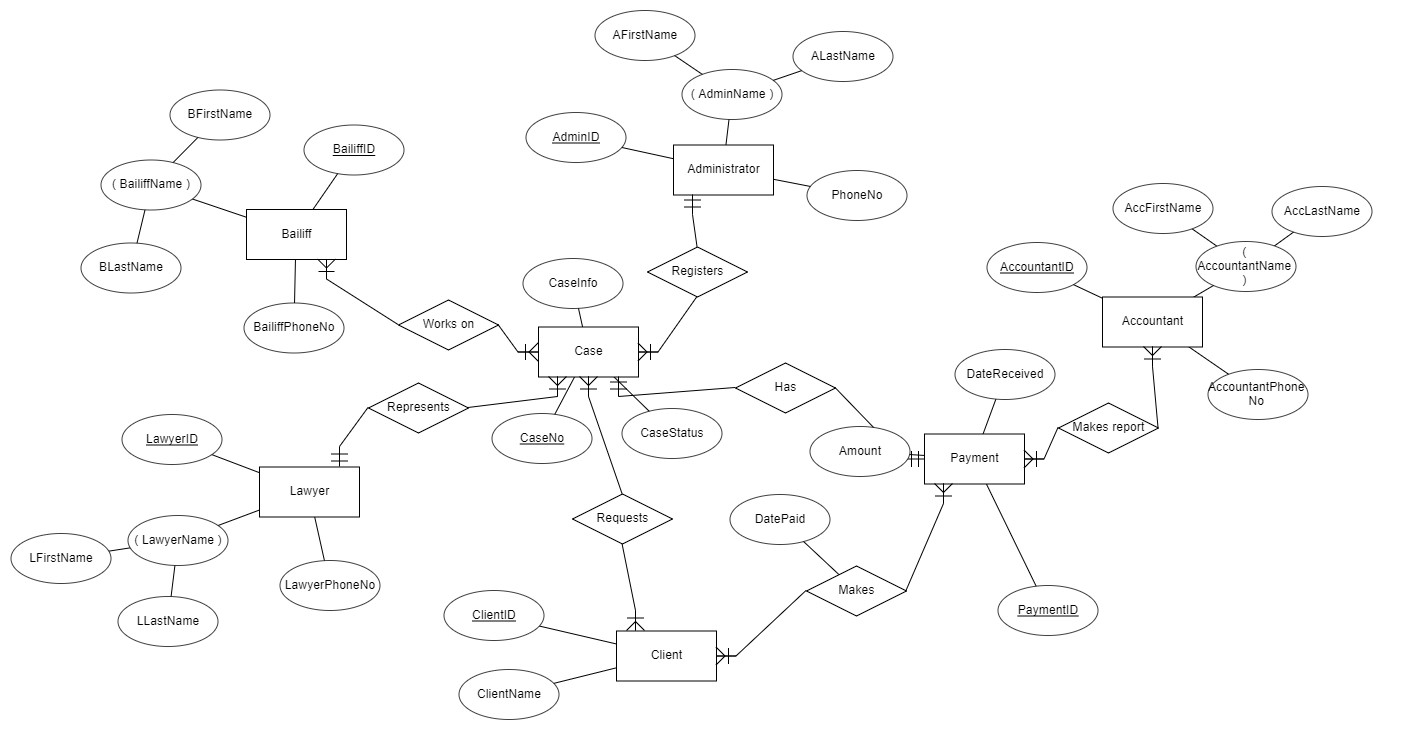 AFirstName
ALastName
( AdminName )
BFirstName
AdminID
BailiffID
Administrator
( BailiffName )
PhoneNo
AccFirstName
AccLastName
Bailiff
BLastName
AccountantID
(
AccountantName
)
Registers
CaseInfo
BailiffPhoneNo
Works on
Accountant
Case
DateReceived
Has
AccountantPhone
No
Represents
Makes report
LawyerID
CaseNo
CaseStatus
Amount
Payment
Lawyer
Requests
DatePaid
( LawyerName )
LFirstName
LawyerPhoneNo
Makes
LLastName
ClientID
PaymentID
Client
ClientName